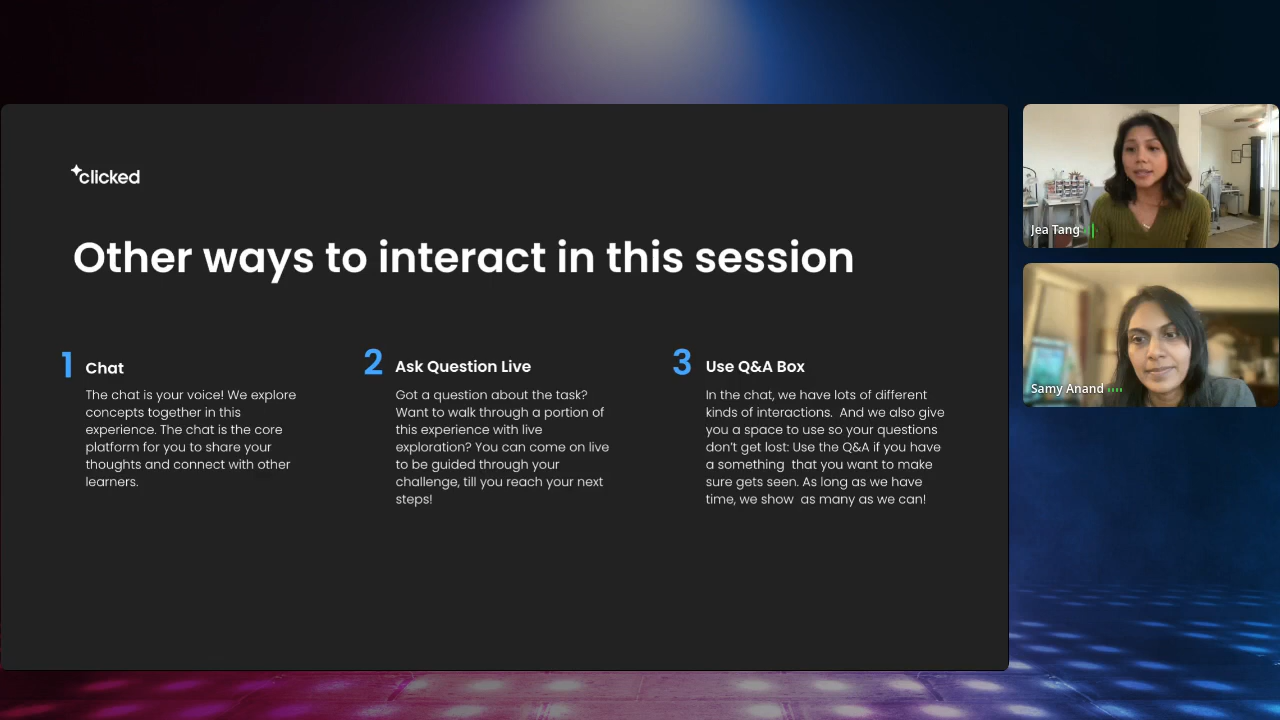 clicked
Other ways to interact in this session
1 Chat
The chat is your voice! We explore
concepts together in this
experience. The chat is the core
platform for you to share your
thoughts and connect with other
learners.
2 Ask Question Live
Got a question about the task?
Want to walk through a portion of
this experience with live
exploration? You can come on live
to be guided through your
challenge, till you reach your next
steps!
3 Use Q&A Box
In the chat, we have lots of different
kinds of interactions.  And we also give
you a space to use so your questions
don't get lost: Use the Q&A if you have
a something  that you want to make
sure gets seen. As long as we have
time, we show  as many as we can!
Jea Tang
Samy Anand